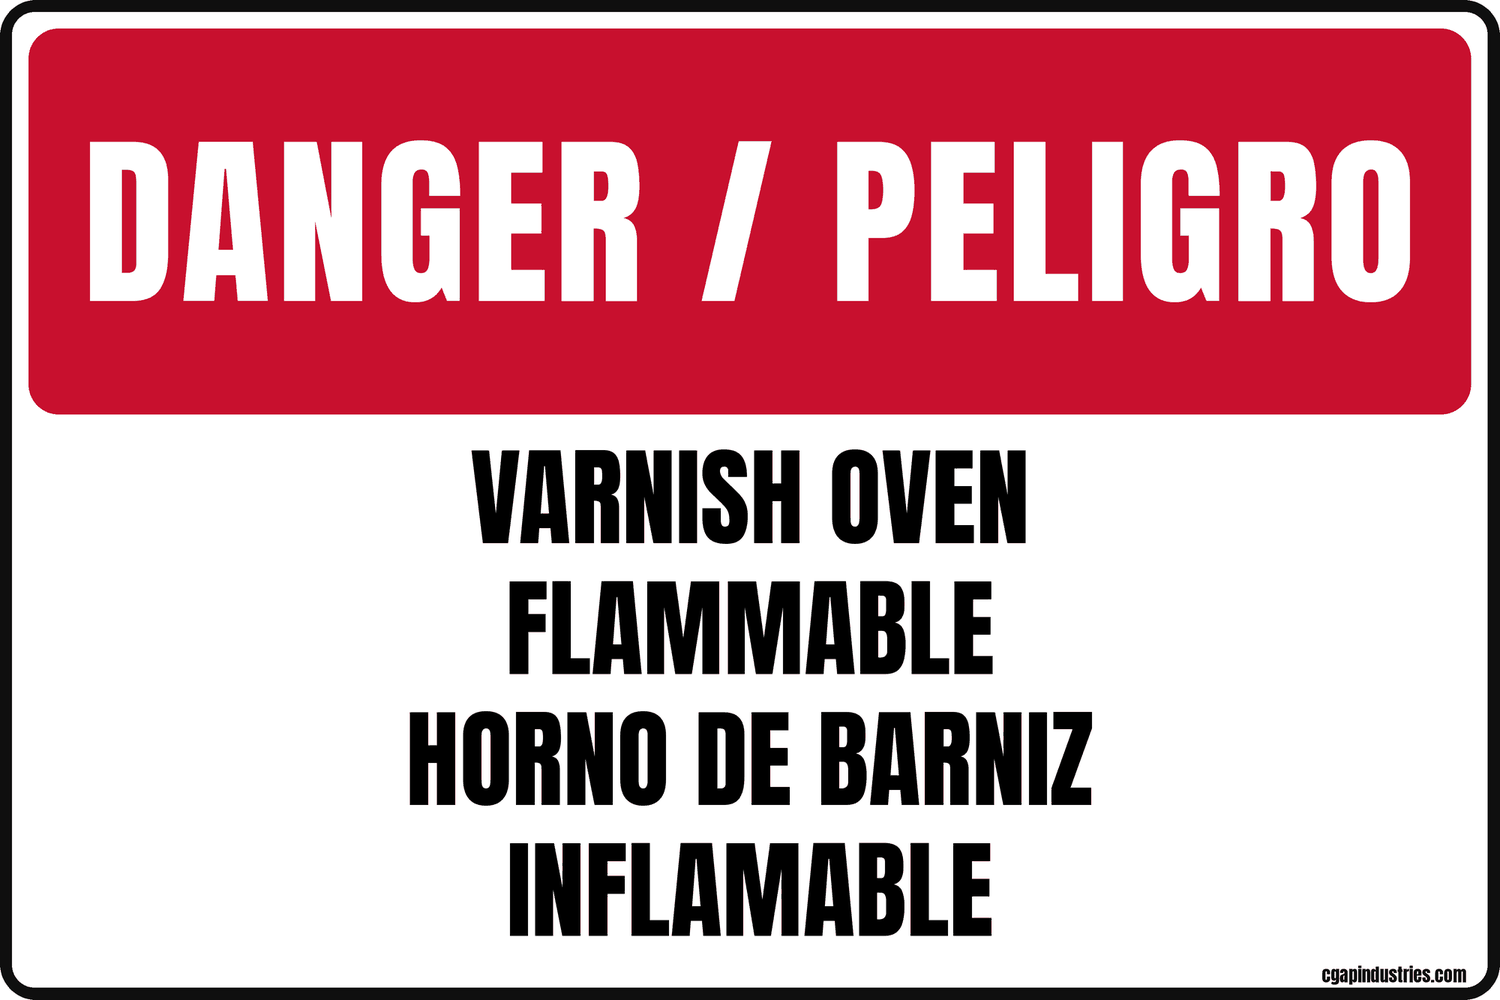 DANGER / PELIGRO
VARNISH OVEN
FLAMMABLE
HORNO DE BARNIZ
INFLAMABLE
cgapindustries.com